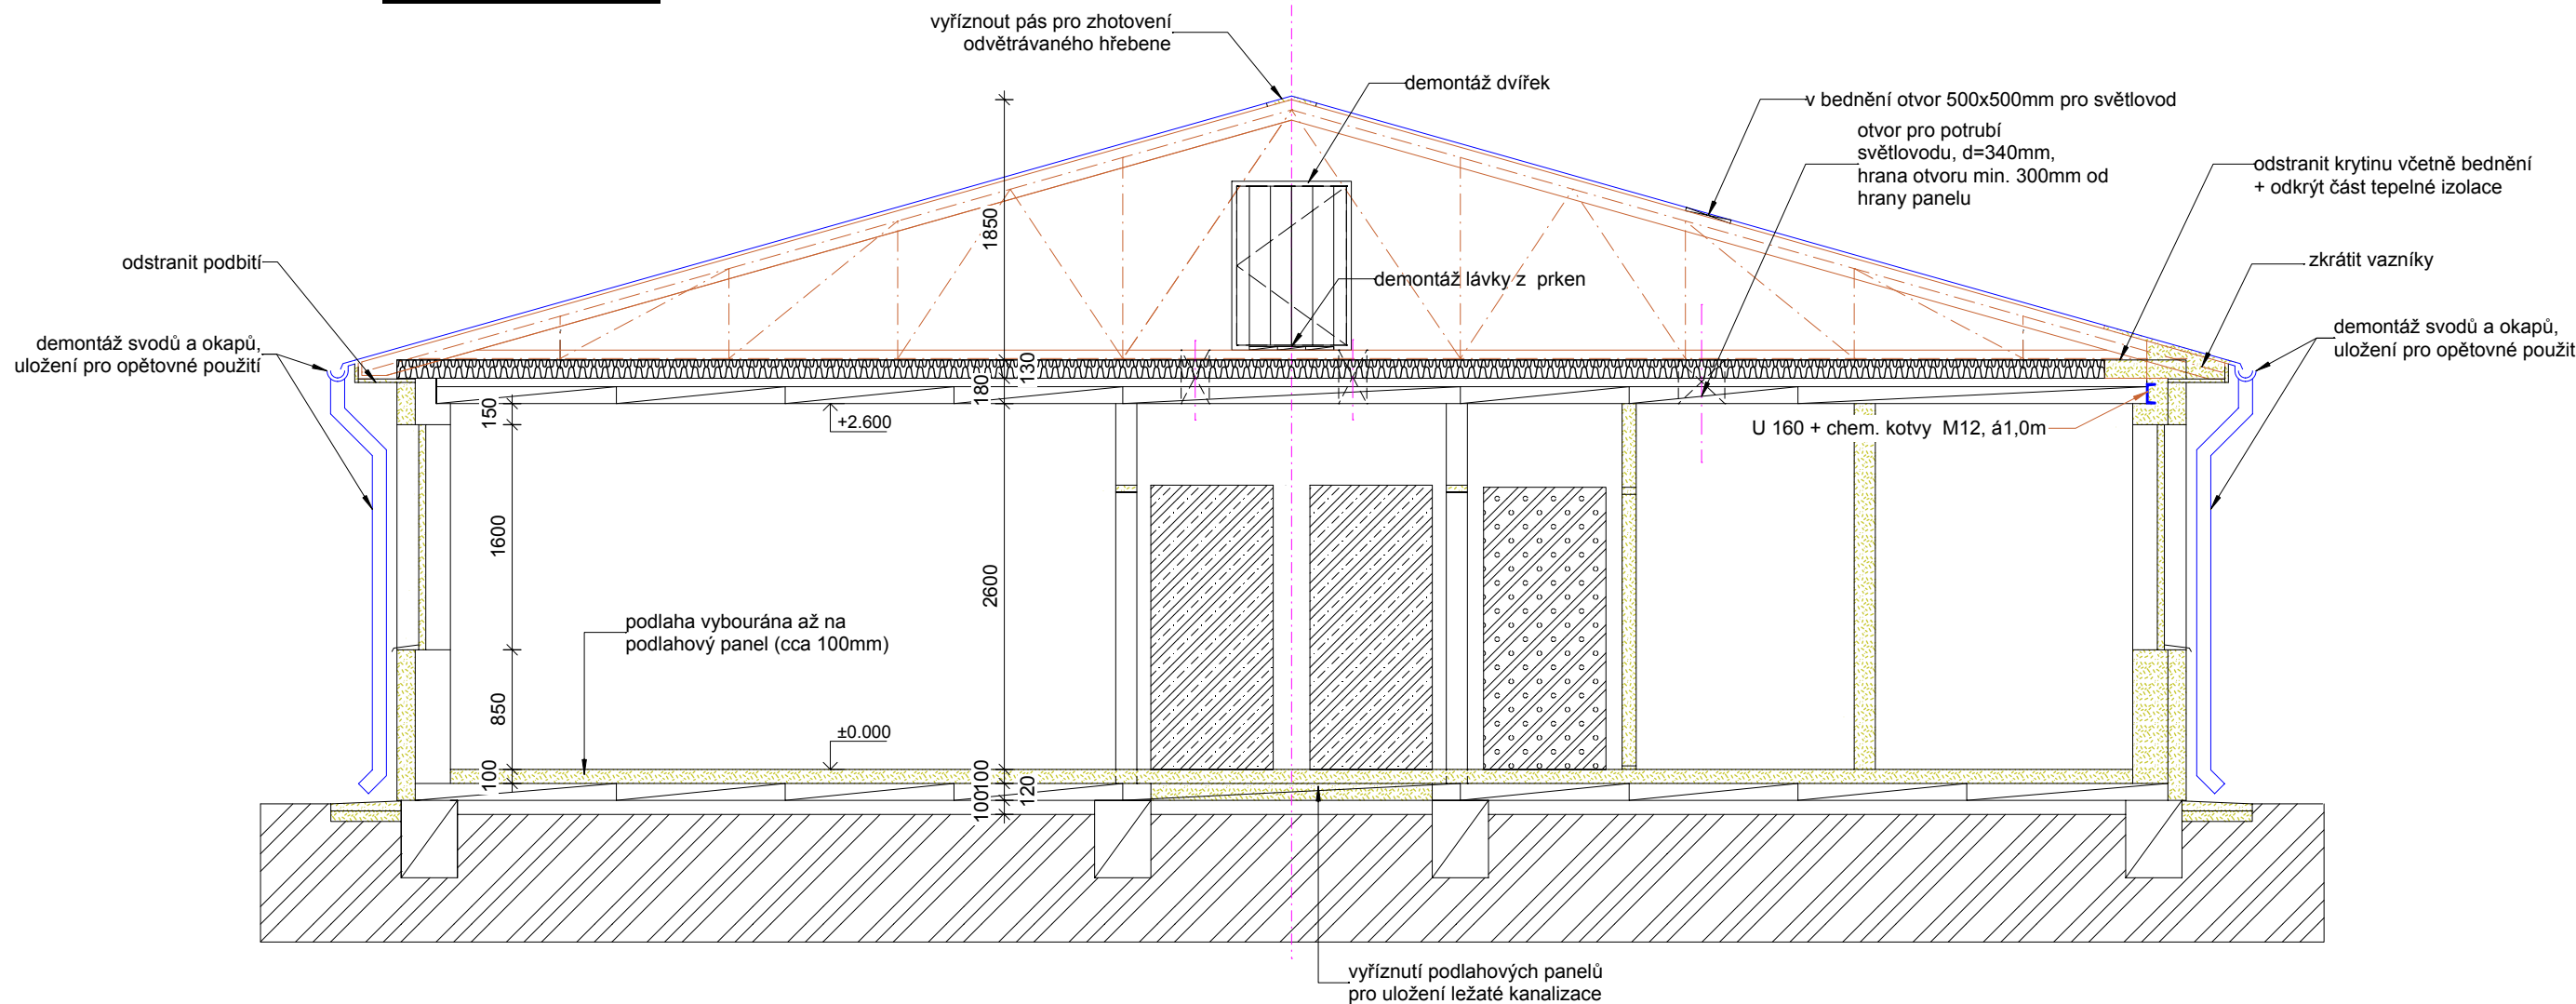 vyříznout pás pro zhotovení
odvětrávaného hřebene
demontáž dvířek
v bednění otvor 500x500mm pro světlovod
otvor pro potrubí
světlovodu, d=340mm,
hrana otvoru min. 300mm od
hrany panelu
odstranit krytinu včetně bednění
+ odkrýt část tepelné izolace
1850
odstranit podbití
zkrátit vazníky
demontáž lávky z prken
demontáž svodů a okapů,
uložení pro opětovné použití
demontáž svodů a okapů,
uložení pro opětovné použit
130
180
150
+2.600
U 160 + chem. kotvy M12, á1,0m
1600
2600
podlaha vybourána až na
podlahový panel (cca 100mm)
850
±0.000
100
100
120
100
vyříznutí podlahových panelů
pro uložení ležaté kanalizace